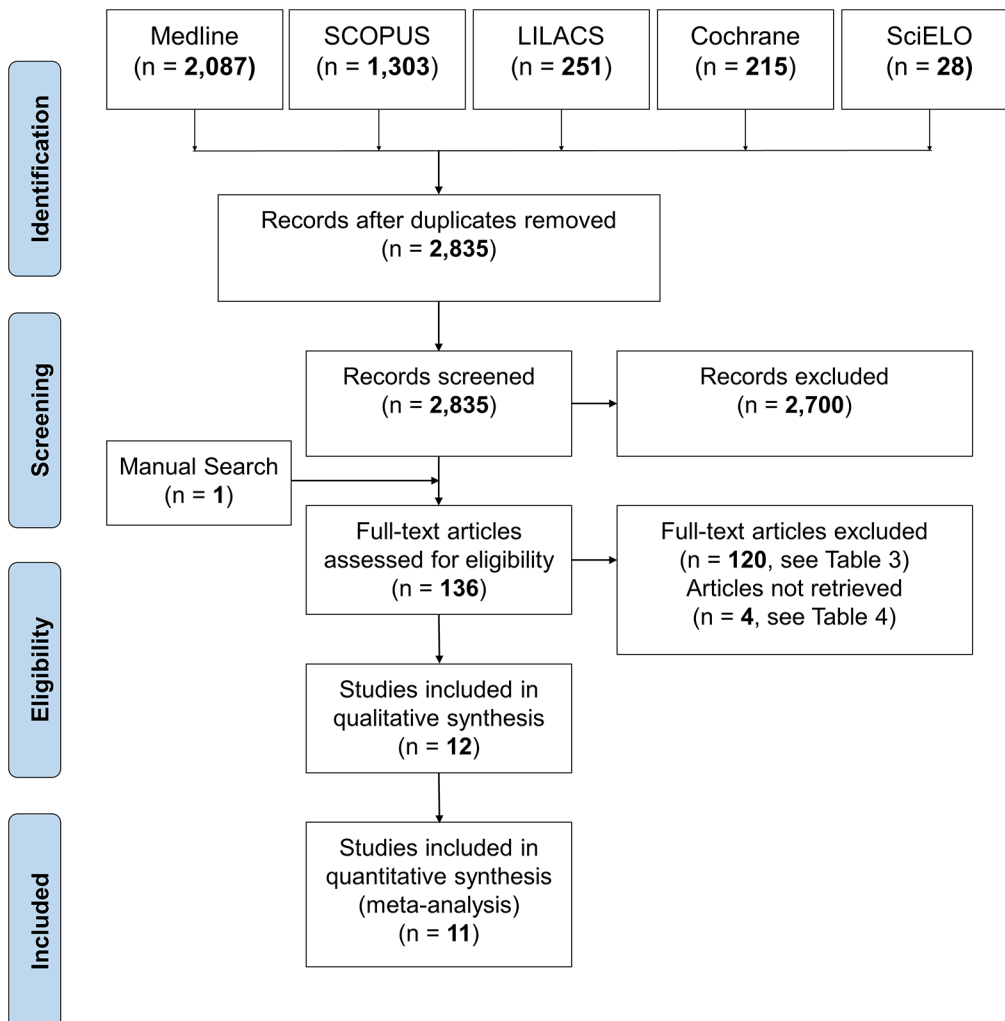 Medline
(n = 2,087)
SCOPUS
(n = 1,303)
LILACS
(n = 251)
Cochrane
(n = 215)
SciELO
(n = 28)
Identification
Records after duplicates removed
(n = 2,835)
Screening
Records screened
(n = 2,835)
Records excluded
(n = 2,700)
Manual Search
(n = 1)
Full-text articles
assessed for eligibility
(n = 136)
Full-text articles excluded
(n = 120, see Table 3)
Articles not retrieved
(n = 4, see Table 4)
Eligibility
Studies included in
qualitative synthesis
(n = 12)
Included
Studies included in
quantitative synthesis
(meta-analysis)
(n = 11)